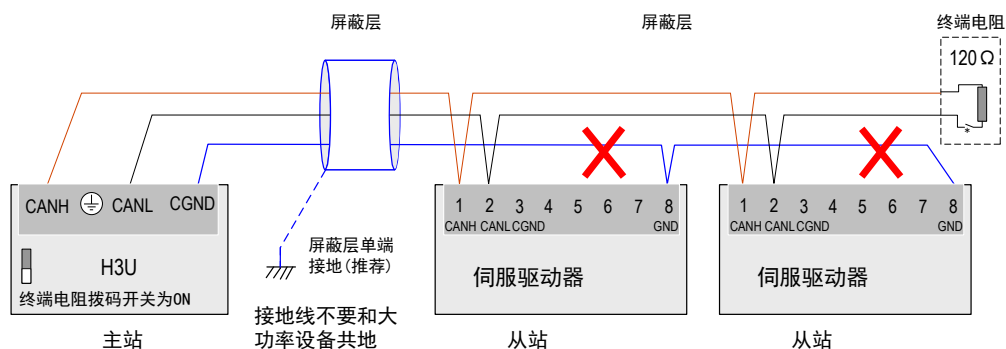 屏蔽层
屏蔽层
终端电阻
120Ω
*
CANH CANL CGND
H3U
终端电阻拨码开关为ON
主站
屏蔽层单端
接地(推荐)
接地线不要和大
功率设备共地
1 2 3 4 5 6 7 8
CANH CANL CGND GND
伺服驱动器
从站
1 2 3 4 5 6 7 8
CANH CANL CGND GND
伺服驱动器
从站